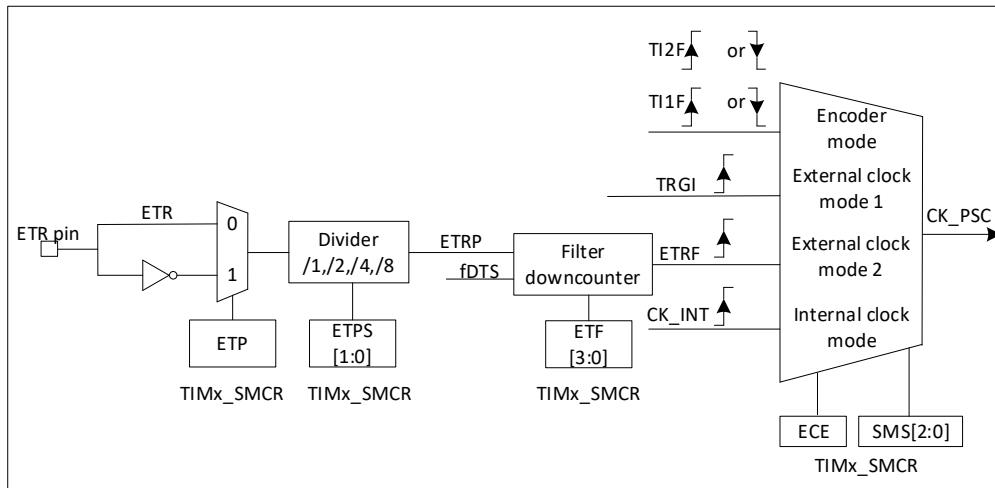 TI2F or
TI1F or
Encoder
mode
TRGI
External clock
mode 1
CK_PSC
ETR pin
ETR
0
1
Divider
/1,/2,/4,/8
ETRP
fDTS
Filter
downcounter
ETRF
External clock
mode 2
CK_INT
Internal clock
mode
ETP
ETPS
[1:0]
ETF
[3:0]
TIMx_SMCR
TIMx_SMCR
TIMx_SMCR
ECE
SMS[2:0]
TIMx_SMCR